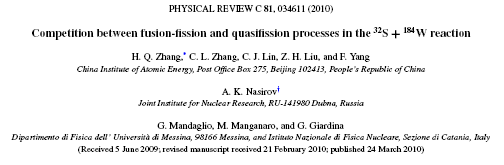 PHYSICAL REVIEW C 81, 034611 (2010)
Competition between fusion-fission and quasifission processes in the ³²S + ¹⁸⁴W reaction
H. Q. Zhang,* C. L. Zhang, C. J. Lin, Z. H. Liu, and F. Yang
China Institute of Atomic Energy, Post Office Box 275, Beijing 102413, People's Republic of China
A. K. Nasirov†
Joint Institute for Nuclear Research, RU-141980 Dubna, Russia
G. Mandaglio, M. Manganaro, and G. Giardina
Dipartimento di Fisica dell' Università di Messina, 98166 Messina, and Istituto Nazionale di Fisica Nucleare, Sezione di Catania, Italy
(Received 5 June 2009; revised manuscript received 21 February 2010; published 24 March 2010)